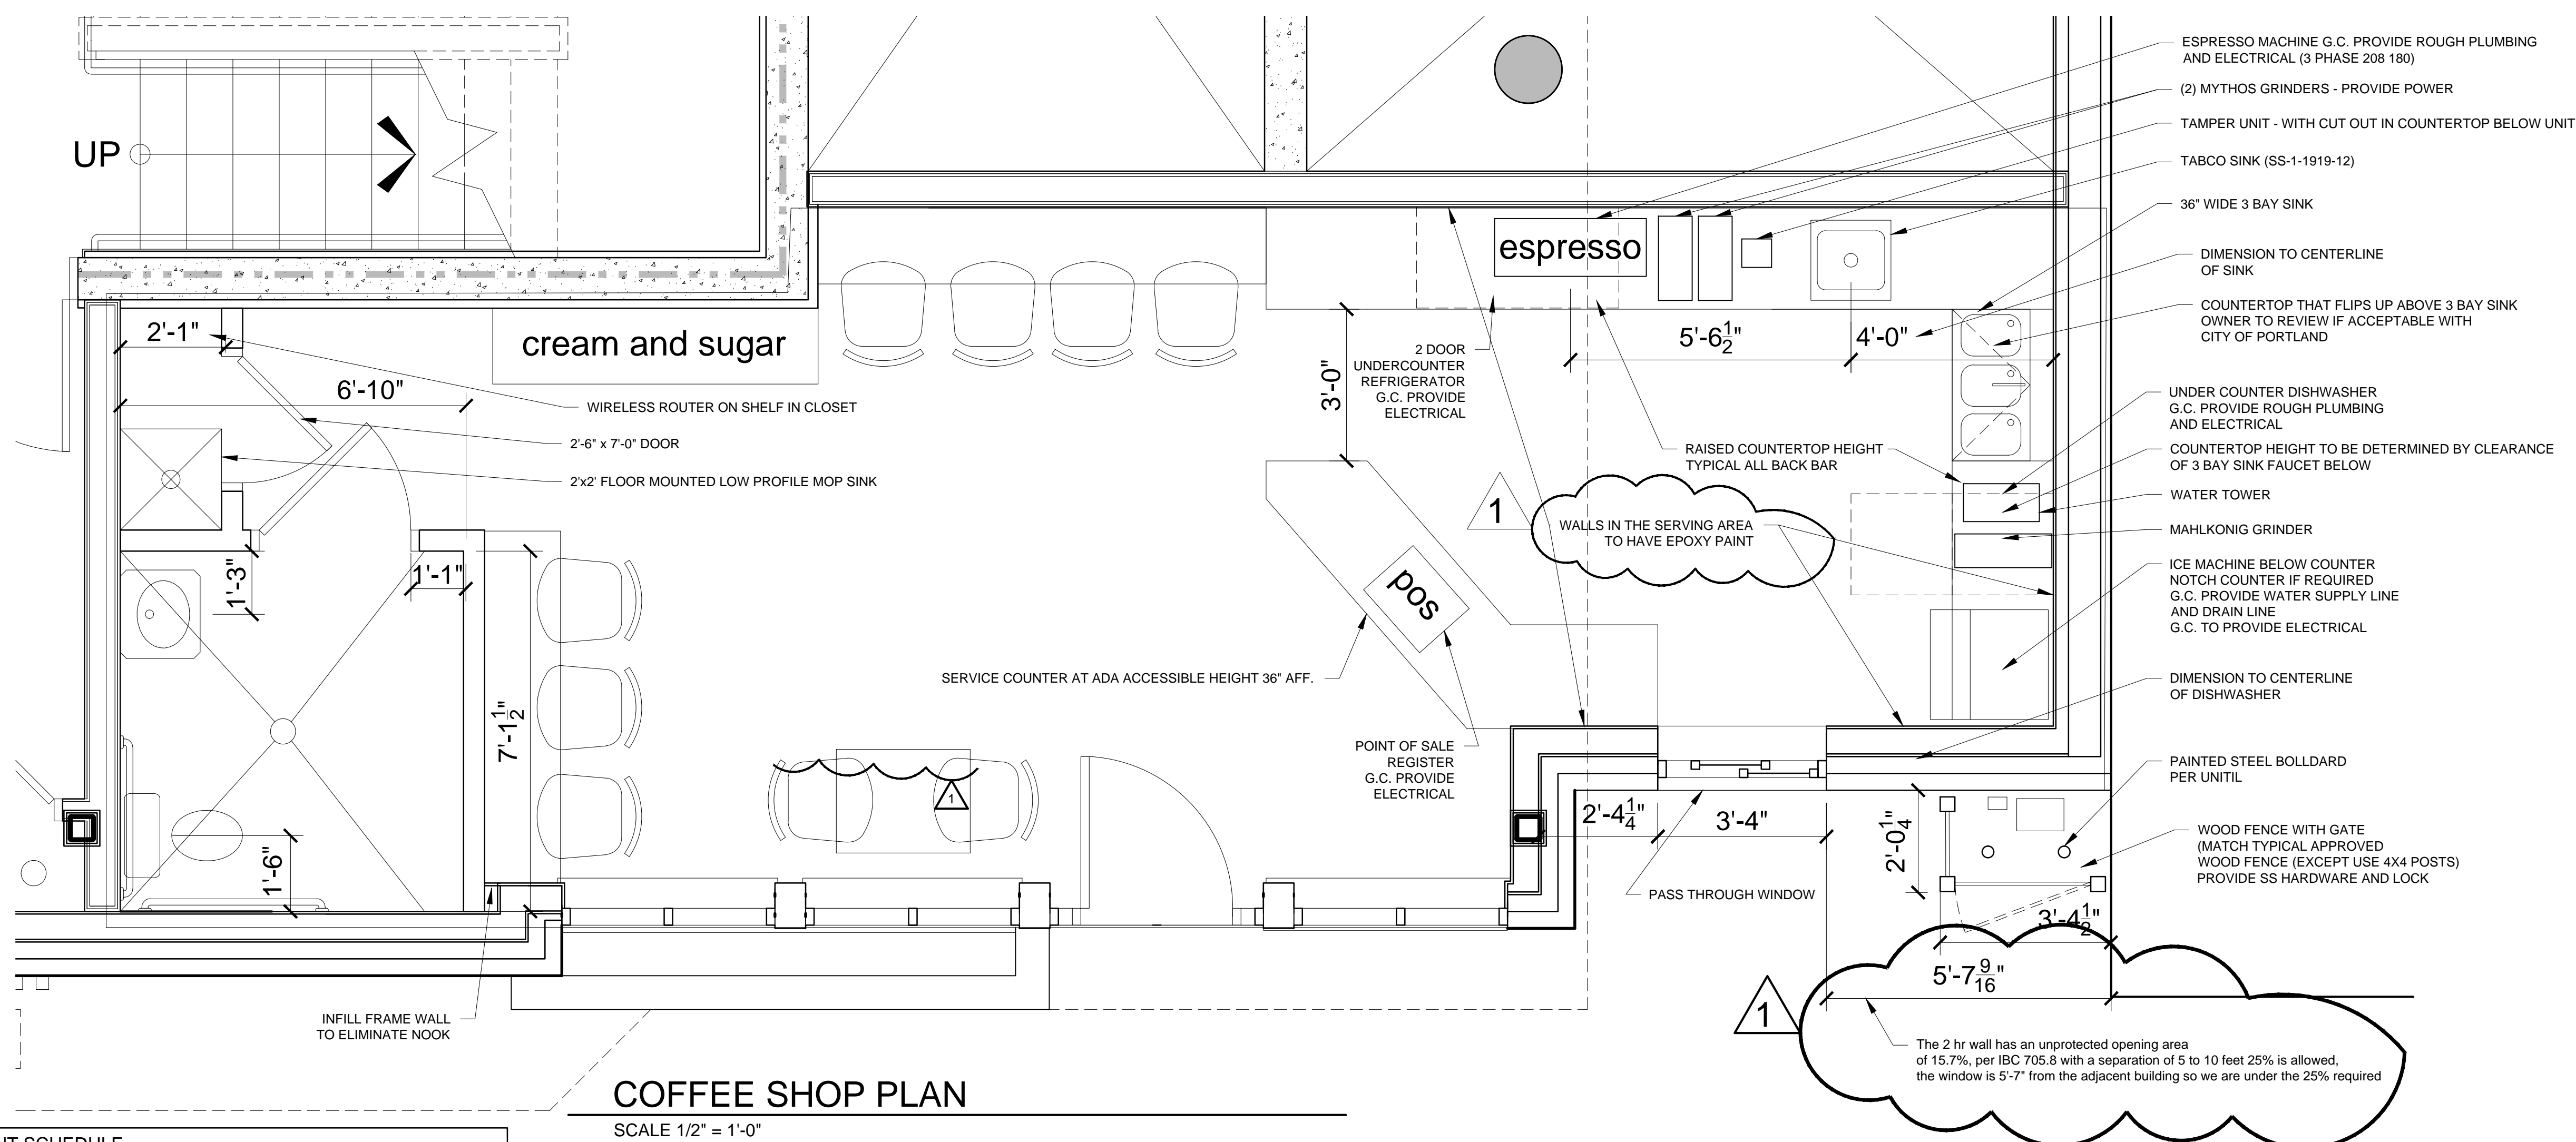 UP
ESPRESSO MACHINE G.C. PROVIDE ROUGH PLUMBING
AND ELECTRICAL (3 PHASE 208 180)
(2) MYTHOS GRINDERS - PROVIDE POWER
TAMPER UNIT - WITH CUT OUT IN COUNTERTOP BELOW UNIT
TABCO SINK (SS-1-1919-12)
36" WIDE 3 BAY SINK
DIMENSION TO CENTERLINE
OF SINK
COUNTERTOP THAT FLIPS UP ABOVE 3 BAY SINK
OWNER TO REVIEW IF ACCEPTABLE WITH
CITY OF PORTLAND
UNDER COUNTER DISHWASHER
G.C. PROVIDE ROUGH PLUMBING
AND ELECTRICAL
COUNTERTOP HEIGHT TO BE DETERMINED BY CLEARANCE
OF 3 BAY SINK FAUCET BELOW
WATER TOWER
MAHLKONIG GRINDER
ICE MACHINE BELOW COUNTER
NOTCH COUNTER IF REQUIRED
G.C. PROVIDE WATER SUPPLY LINE
AND DRAIN LINE
G.C. TO PROVIDE ELECTRICAL
DIMENSION TO CENTERLINE
OF DISHWASHER
PAINTED STEEL BOLLDARD
PER UNITIL
WOOD FENCE WITH GATE
(MATCH TYPICAL APPROVED
WOOD FENCE (EXCEPT USE 4X4 POSTS)
PROVIDE SS HARDWARE AND LOCK
espresso
cream and sugar
2'-1"
6'-10"
WIRELESS ROUTER ON SHELF IN CLOSET
2'-6" x 7'-0" DOOR
2'x2' FLOOR MOUNTED LOW PROFILE MOP SINK
3'-0"
2 DOOR
UNDERCOUNTER
REFRIGERATOR
G.C. PROVIDE
ELECTRICAL
5'-6 1/2"
4'-0"
RAISED COUNTERTOP HEIGHT
TYPICAL ALL BACK BAR
1
WALLS IN THE SERVING AREA
TO HAVE EPOXY PAINT
1'-3"
1'-1"
pos
7'-1 1/2"
SERVICE COUNTER AT ADA ACCESSIBLE HEIGHT 36" AFF.
POINT OF SALE
REGISTER
G.C. PROVIDE
ELECTRICAL
1
1'-6"
2'-4 1/4"
3'-4"
2'-0 1/4"
PASS THROUGH WINDOW
3'-4 1/2"
5'-7 9/16"
INFILL FRAME WALL
TO ELIMINATE NOOK
1
The 2 hr wall has an unprotected opening area
of 15.7%, per IBC 705.8 with a separation of 5 to 10 feet 25% is allowed,
the window is 5'-7" from the adjacent building so we are under the 25% required
COFFEE SHOP PLAN
SCALE 1/2" = 1'-0"
SCHEDULE